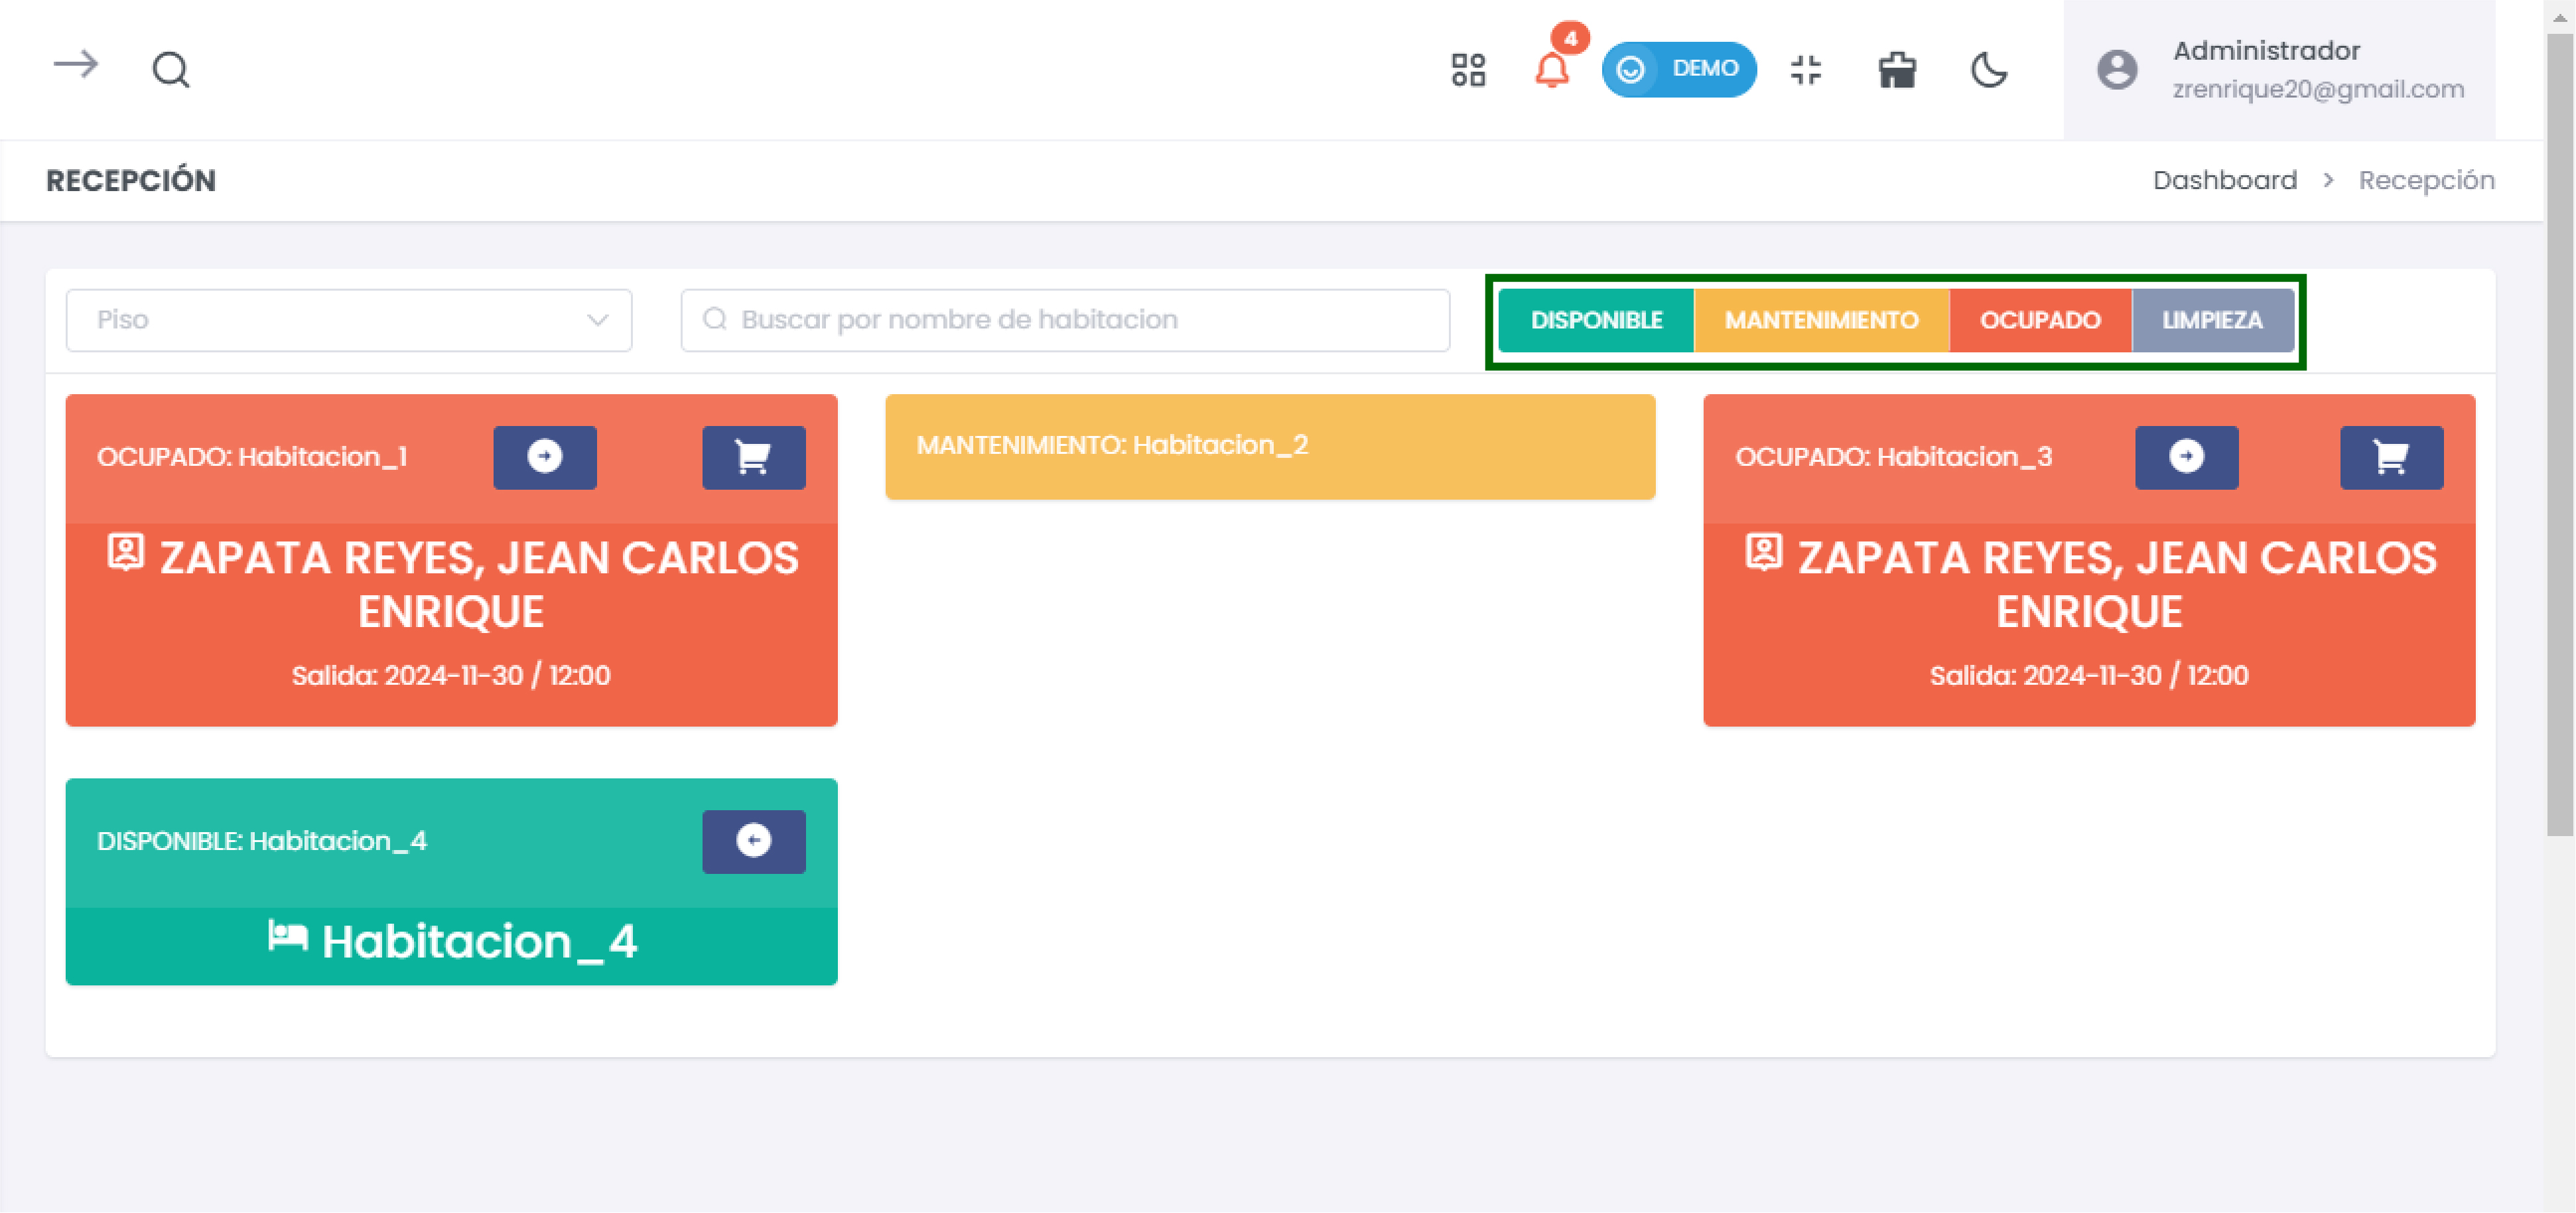 4
DEMO
Administrador
zrenrique20@gmail.com
RECEPCIÓN
Dashboard > Recepción
Piso
Buscar por nombre de habitacion
DISPONIBLE MANTENIMIENTO OCUPADO LIMPIEZA
OCUPADO: Habitacion_1
ZAPATA REYES, JEAN CARLOS
ENRIQUE
Salida: 2024-11-30 / 12:00
MANTENIMIENTO: Habitacion_2
OCUPADO: Habitacion_3
ZAPATA REYES, JEAN CARLOS
ENRIQUE
Salida: 2024-11-30 / 12:00
DISPONIBLE: Habitacion_4
Habitacion_4